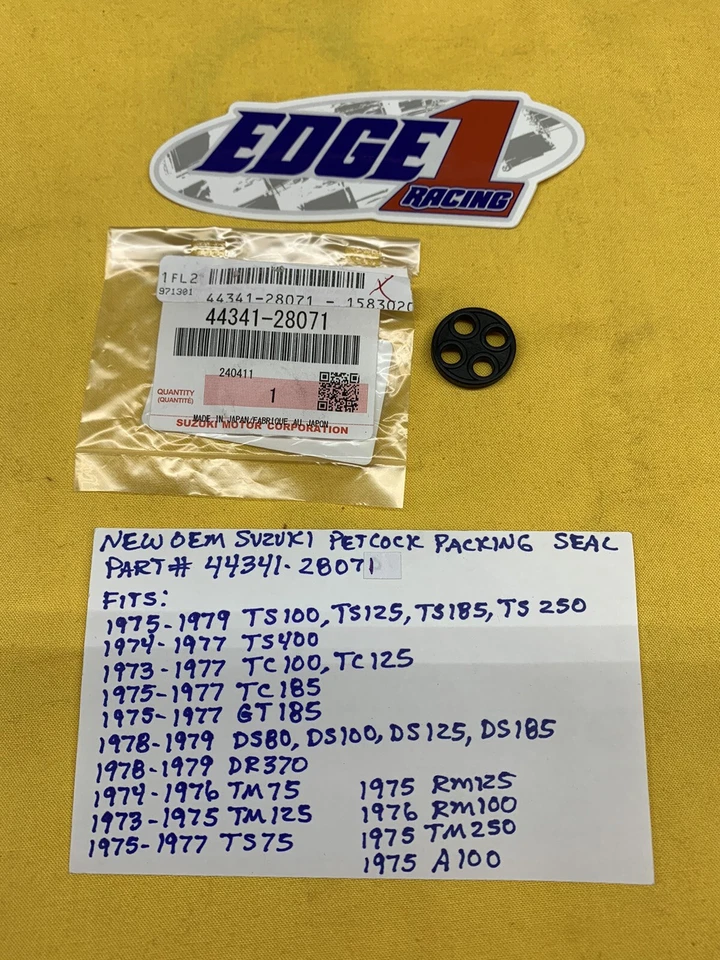 EDGE 1
RACING
1FL2
971301
44341-28071 - 1583020
X
44341-28071
240411
QUANTITY
(QUANTITÉ)
1
MADE IN JAPAN/FABRIQUE AU JAPON
SUZUKI MOTOR CORPORATION
NEW OEM SUZUKI PETCOCK PACKING SEAL
PART# 44341-28071
FITS:
1975-1979 TS100, TS125, TS185, TS 250
1974-1977 TS400
1973-1977 TC100, TC125
1975-1977 TC185
1975-1977 GT185
1978-1979 DS80, DS100, DS125, DS185
1978-1979 DR370
1974-1976 TM75
1973-1975 TM125
1975-1977 TS75
1975 RM125
1976 RM100
1975 TM250
1975 A100